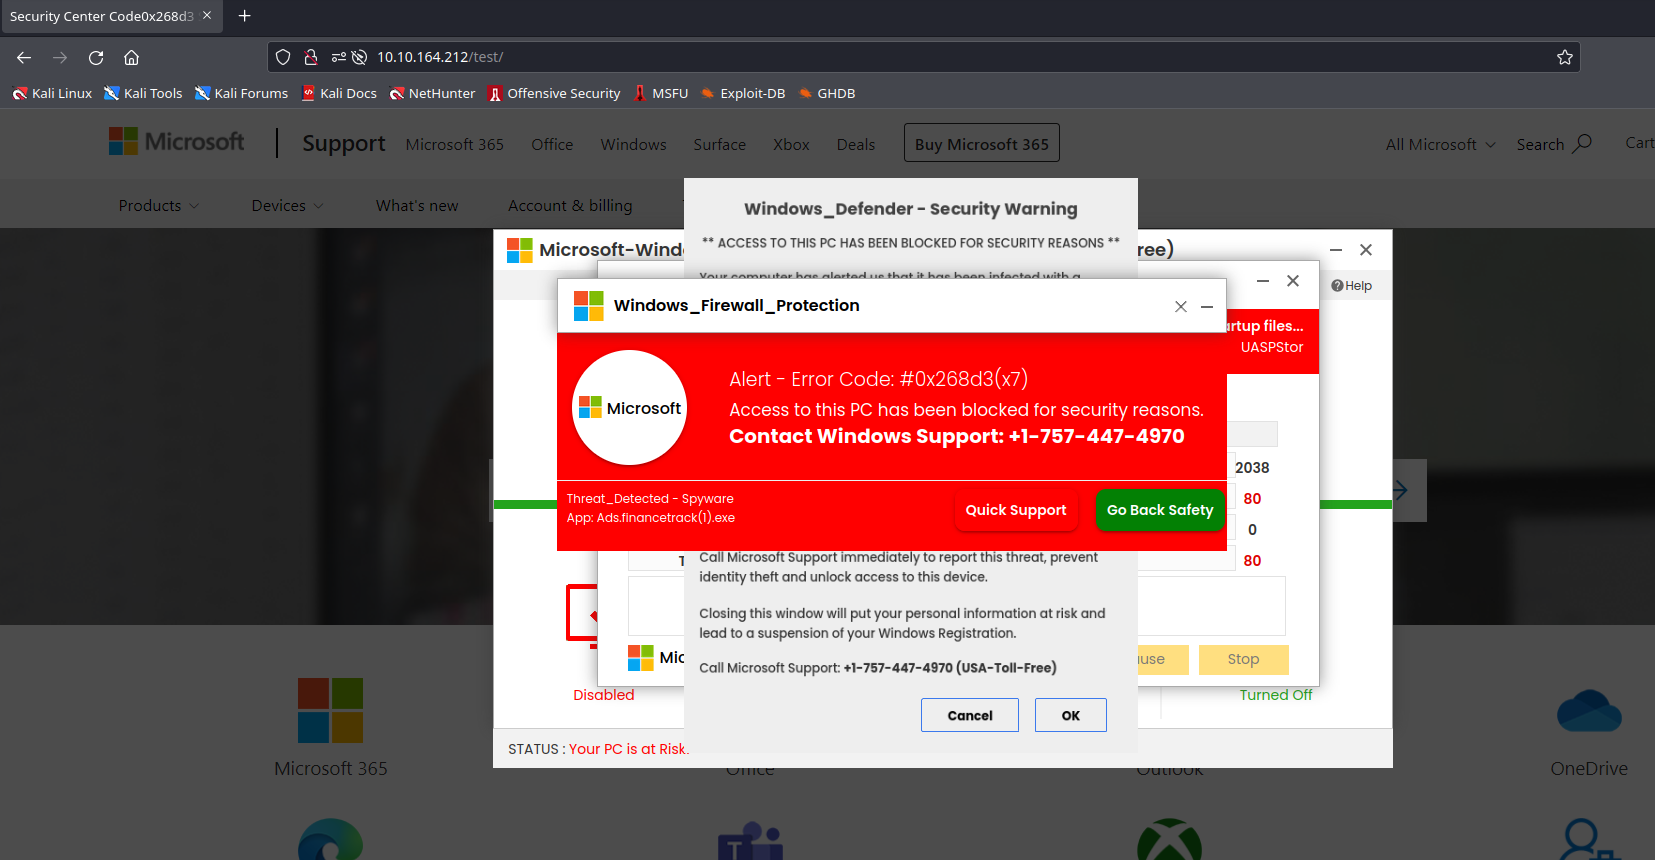 Security Center Code0x268d3
10.10.164.212/test/
Kali Linux Kali Tools Kali Forums Kali Docs NetHunter Offensive Security MSFU Exploit-DB GHDB
Microsoft Support Microsoft 365 Office Windows Surface Xbox Deals Buy Microsoft 365 All Microsoft Search Cart
Products Devices What's new Account & billing
Windows_Defender - Security Warning
** ACCESS TO THIS PC HAS BEEN BLOCKED FOR SECURITY REASONS **
Your computer has alerted us that it has been infected with a
Microsoft-Wind ree)
Help
Windows_Firewall_Protection
artup files...
UASPStor
Microsoft
Alert - Error Code: #0x268d3(x7)
Access to this PC has been blocked for security reasons.
Contact Windows Support: +1-757-447-4970
2038
80
0
80
Threat_Detected - Spyware
App: Ads.financetrack(1).exe
Quick Support
Go Back Safety
Call Microsoft Support immediately to report this threat, prevent
identity theft and unlock access to this device.
Closing this window will put your personal information at risk and
lead to a suspension of your Windows Registration.
Call Microsoft Support: +1-757-447-4970 (USA-Toll-Free)
Cancel OK
T
Mic
use Stop
Disabled
Turned Off
STATUS : Your PC is at Risk.
Microsoft 365 Office Outlook OneDrive